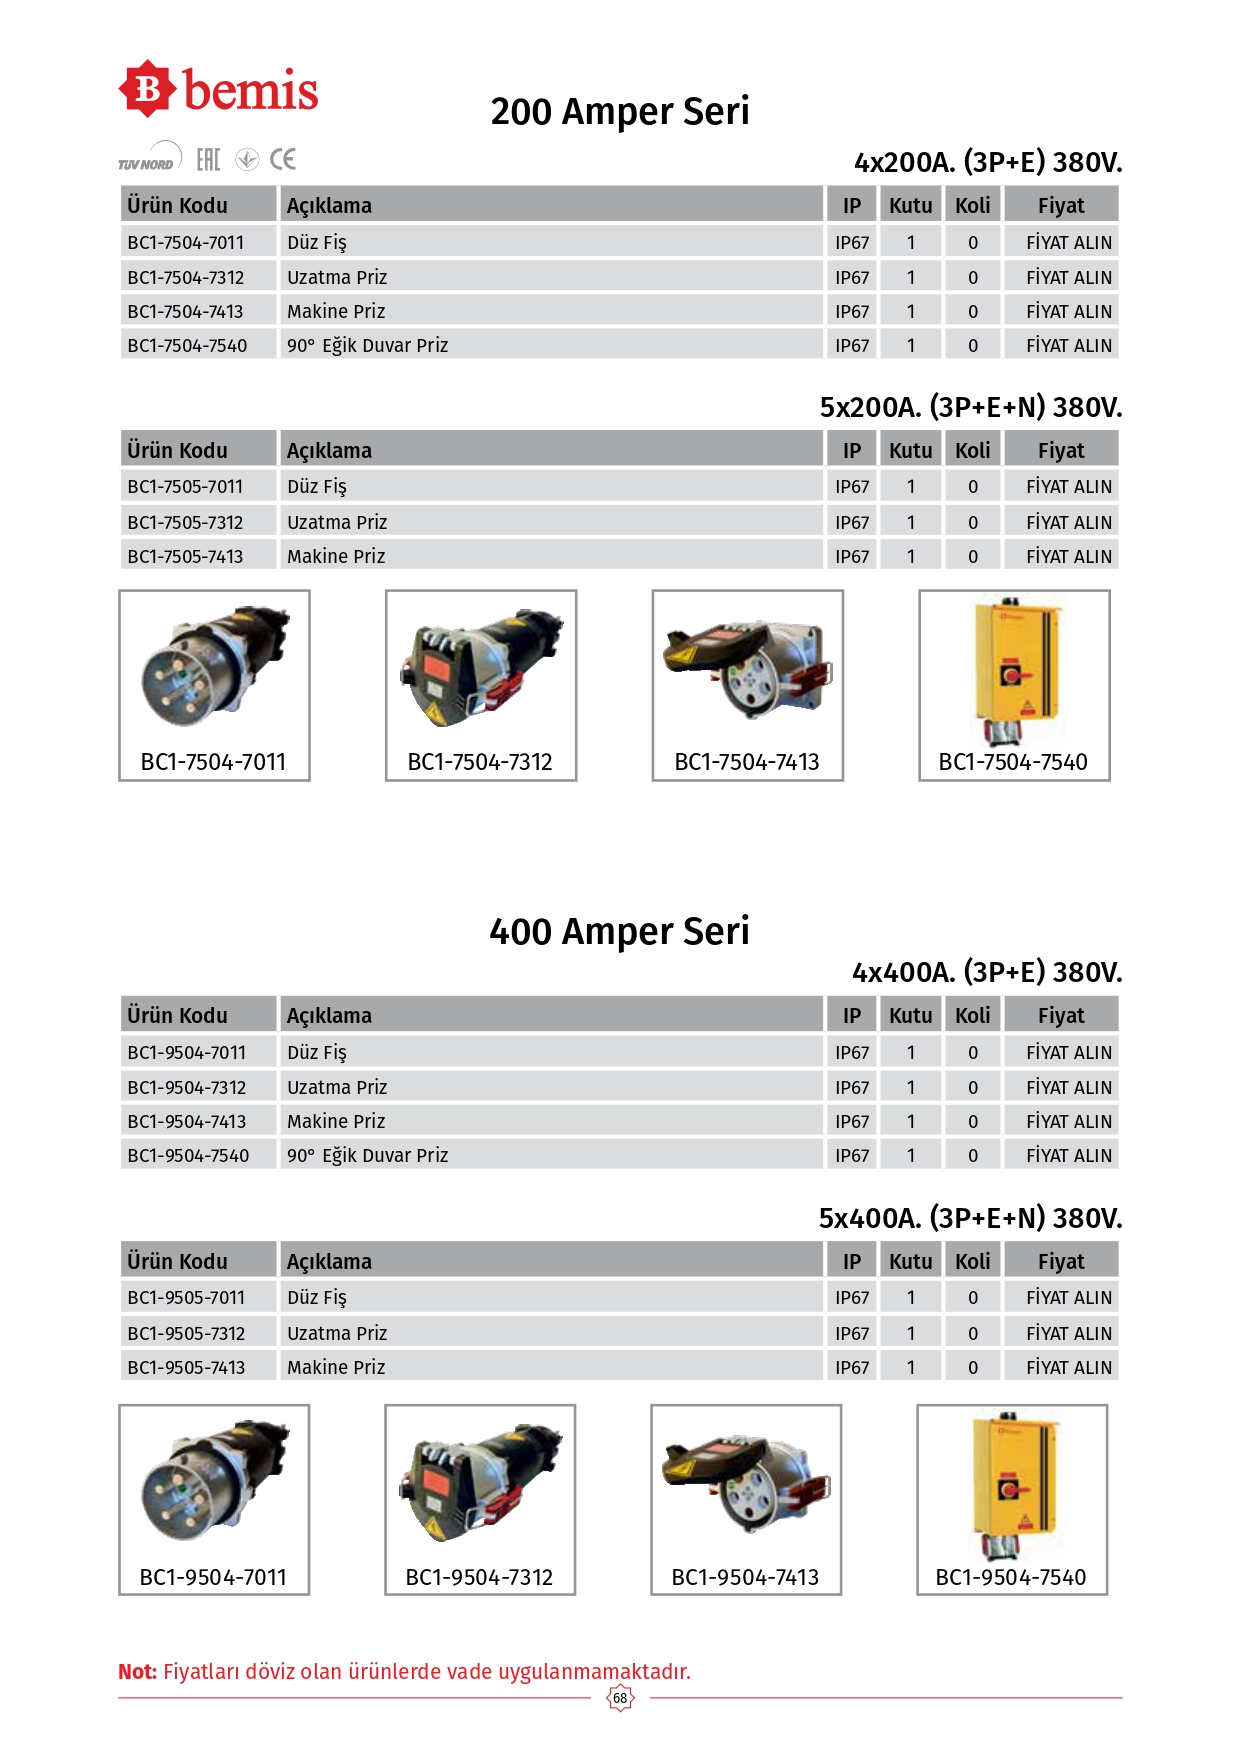 B bemis
200 Amper Seri
TÜV NORD EAC CE
4x200A. (3P+E) 380V.
Ürün Kodu Açıklama IP Kutu Koli Fiyat
BC1-7504-7011 Düz Fiş IP67 1 0 FİYAT ALIN
BC1-7504-7312 Uzatma Priz IP67 1 0 FİYAT ALIN
BC1-7504-7413 Makine Priz IP67 1 0 FİYAT ALIN
BC1-7504-7540 90° Eğik Duvar Priz IP67 1 0 FİYAT ALIN
5x200A. (3P+E+N) 380V.
Ürün Kodu Açıklama IP Kutu Koli Fiyat
BC1-7505-7011 Düz Fiş IP67 1 0 FİYAT ALIN
BC1-7505-7312 Uzatma Priz IP67 1 0 FİYAT ALIN
BC1-7505-7413 Makine Priz IP67 1 0 FİYAT ALIN
BC1-7504-7011 BC1-7504-7312 BC1-7504-7413 BC1-7504-7540
400 Amper Seri
4x400A. (3P+E) 380V.
Ürün Kodu Açıklama IP Kutu Koli Fiyat
BC1-9504-7011 Düz Fiş IP67 1 0 FİYAT ALIN
BC1-9504-7312 Uzatma Priz IP67 1 0 FİYAT ALIN
BC1-9504-7413 Makine Priz IP67 1 0 FİYAT ALIN
BC1-9504-7540 90° Eğik Duvar Priz IP67 1 0 FİYAT ALIN
5x400A. (3P+E+N) 380V.
Ürün Kodu Açıklama IP Kutu Koli Fiyat
BC1-9505-7011 Düz Fiş IP67 1 0 FİYAT ALIN
BC1-9505-7312 Uzatma Priz IP67 1 0 FİYAT ALIN
BC1-9505-7413 Makine Priz IP67 1 0 FİYAT ALIN
BC1-9504-7011 BC1-9504-7312 BC1-9504-7413 BC1-9504-7540
Not: Fiyatları döviz olan ürünlerde vade uygulanmamaktadır.
68